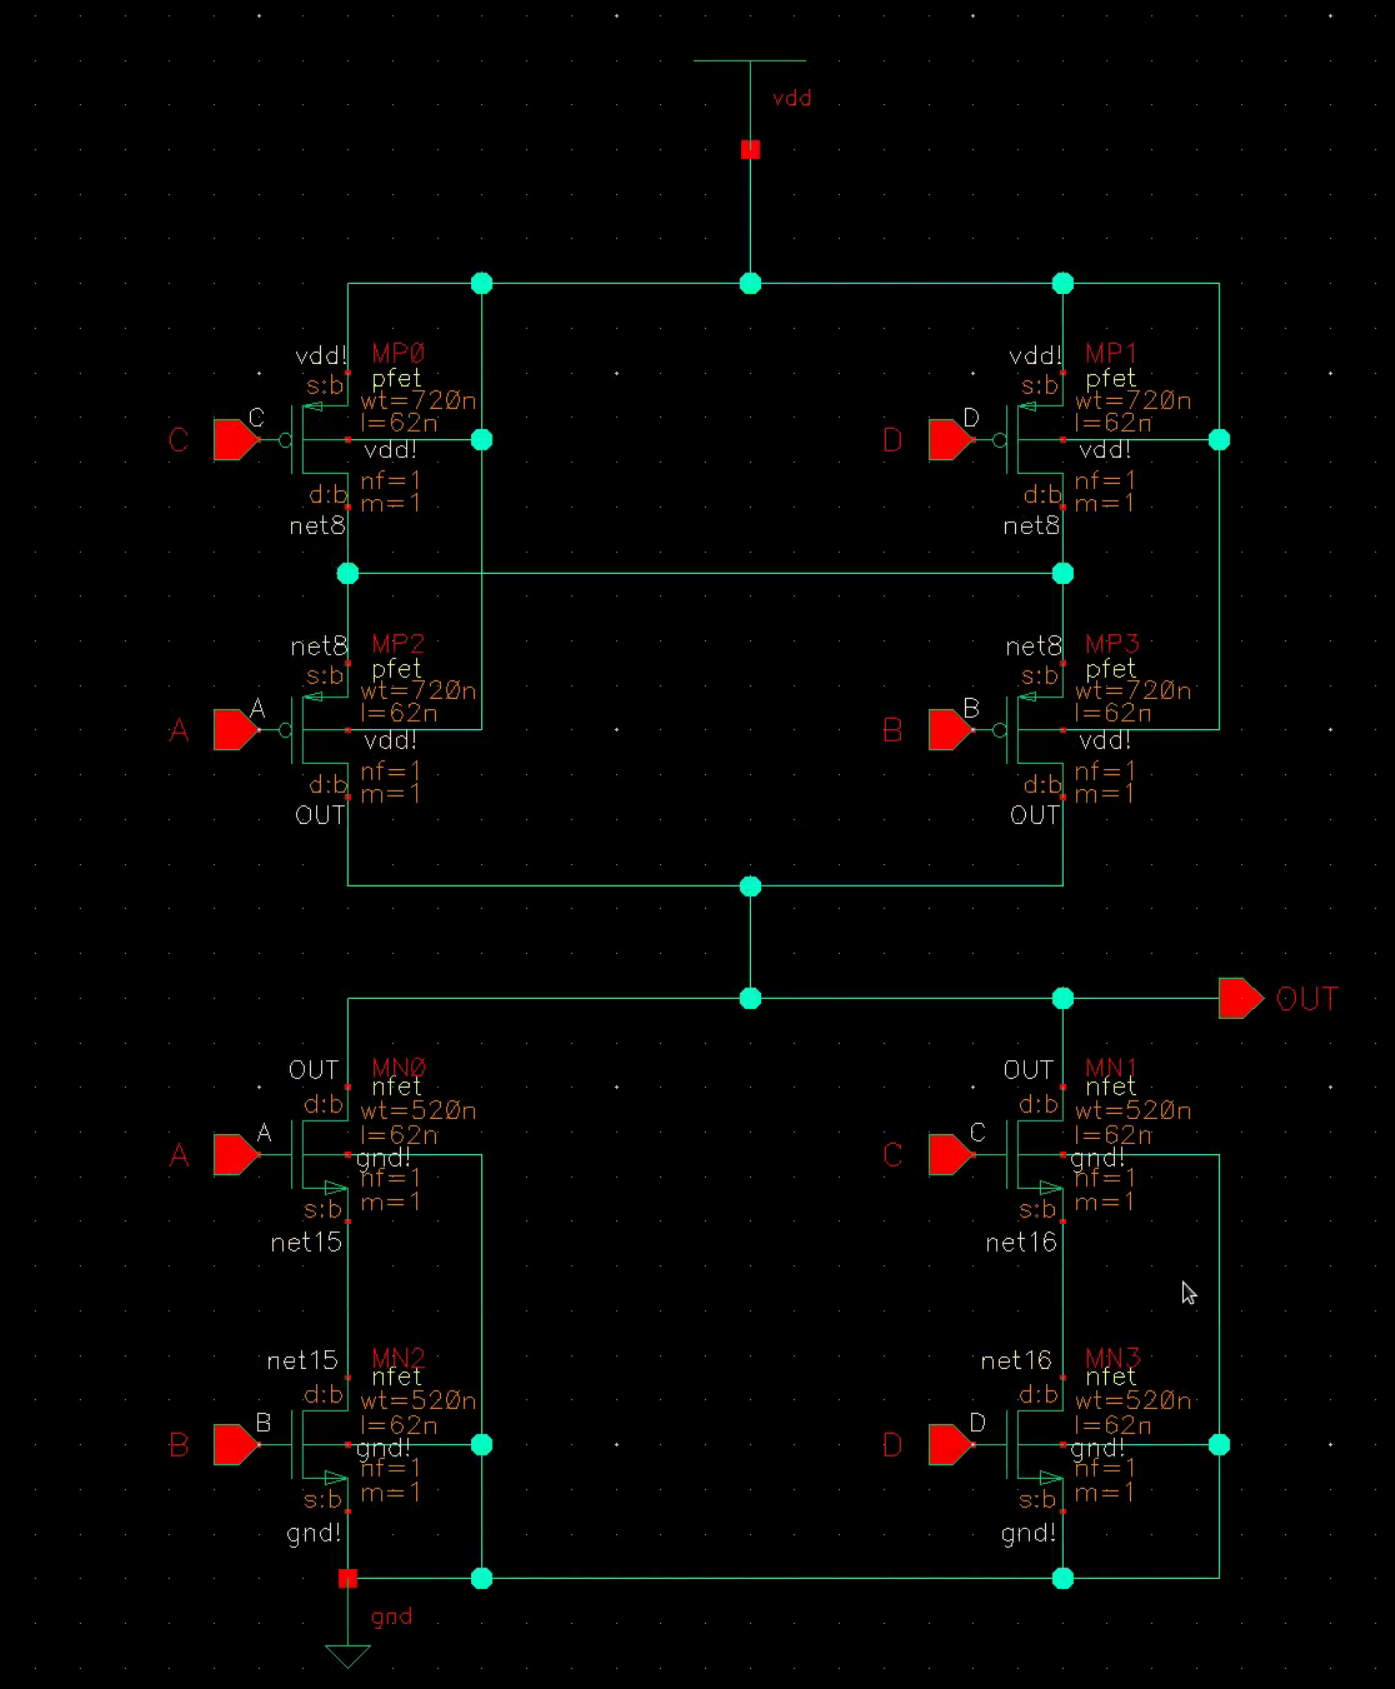 vdd
vdd!
MP0
s:b
pfet
wt=720n
l=62n
C
C
vdd!
nf=1
d:b
m=1
net8
vdd!
MP1
s:b
pfet
wt=720n
l=62n
D
D
vdd!
nf=1
d:b
m=1
net8
net8
MP2
s:b
pfet
wt=720n
l=62n
A
A
vdd!
nf=1
d:b
m=1
OUT
net8
MP3
s:b
pfet
wt=720n
l=62n
B
B
vdd!
nf=1
d:b
m=1
OUT
OUT
OUT
MN0
nfet
d:b
wt=520n
l=62n
A
A
gnd!
nf=1
m=1
s:b
net15
OUT
MN1
nfet
d:b
wt=520n
l=62n
C
C
gnd!
nf=1
m=1
s:b
net16
net15
MN2
nfet
d:b
wt=520n
l=62n
B
B
gnd!
nf=1
m=1
s:b
gnd!
net16
MN3
nfet
d:b
wt=520n
l=62n
D
D
gnd!
nf=1
m=1
s:b
gnd!
gnd